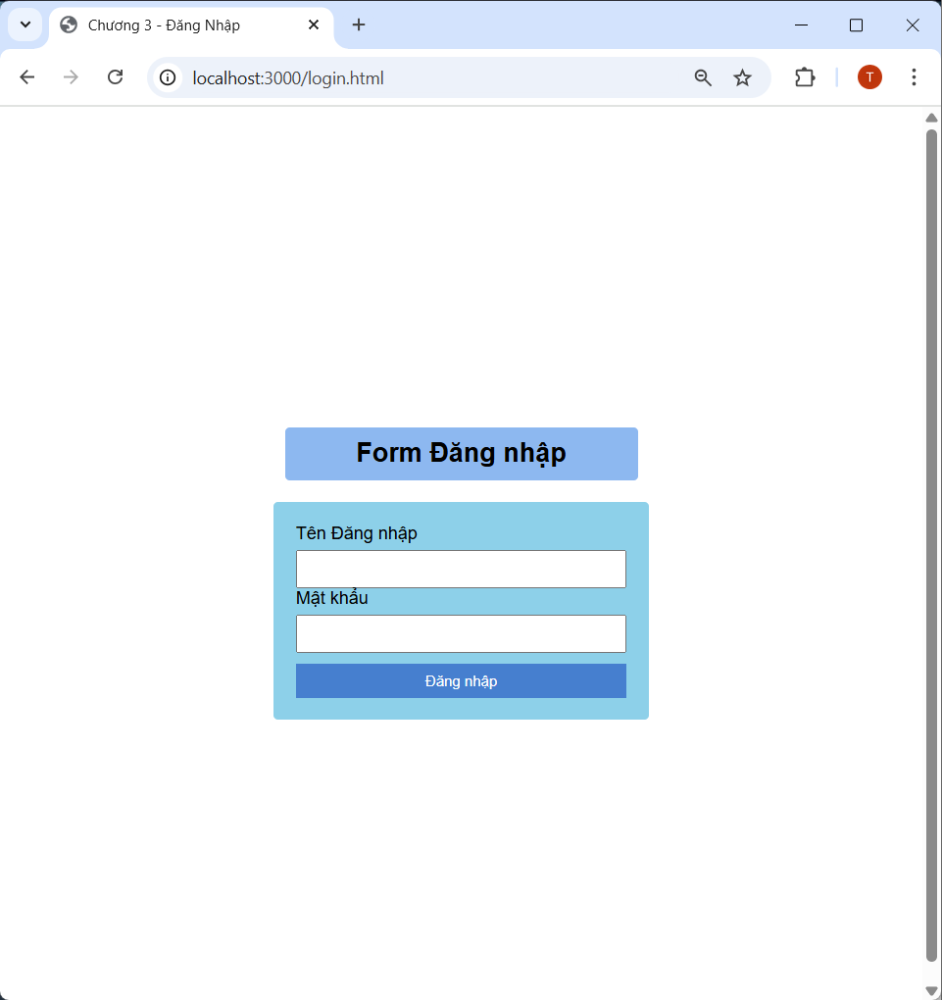 Chương 3 - Đăng Nhập
localhost:3000/login.html
T
Form Đăng nhập
Tên Đăng nhập
Mật khẩu
Đăng nhập